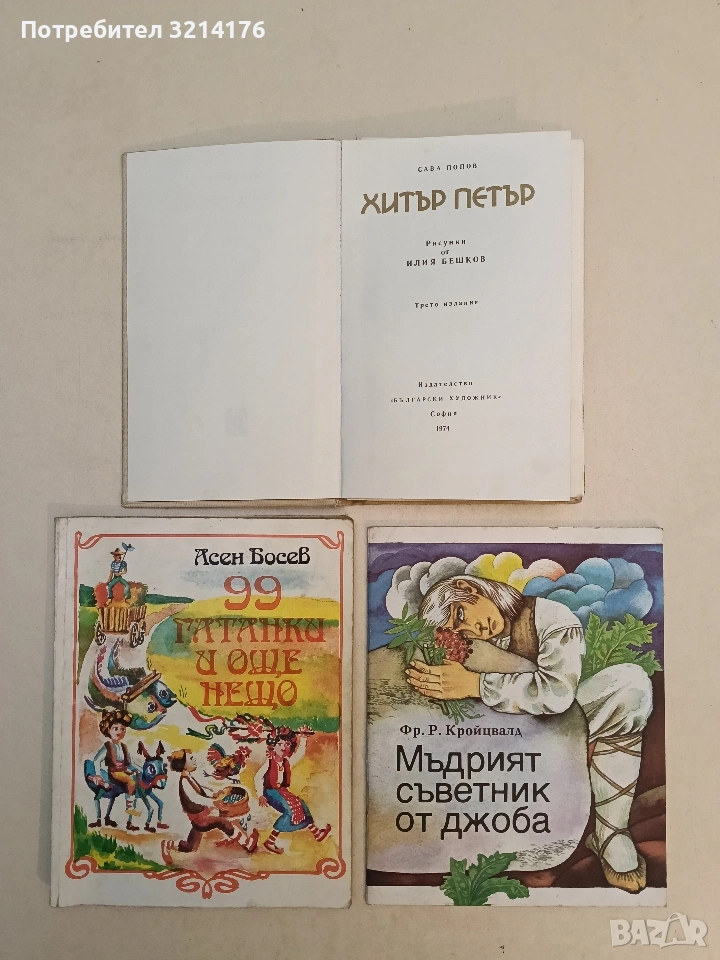 Потребител 3214176
САВА ПОПОВ
ХИТЪР ПЕТЪР
Рисунки
от
ИЛИЯ БЕШКОВ
Трето издание
Издателство
«БЪЛГАРСКИ ХУДОЖНИК»
София
1974
Асен Босев
99
ГАТАНКИ
И ОЩЕ
НЕЩО
Фр. Р. Кройцвалд
Мъдрият
съветник
от джоба
BAZAR